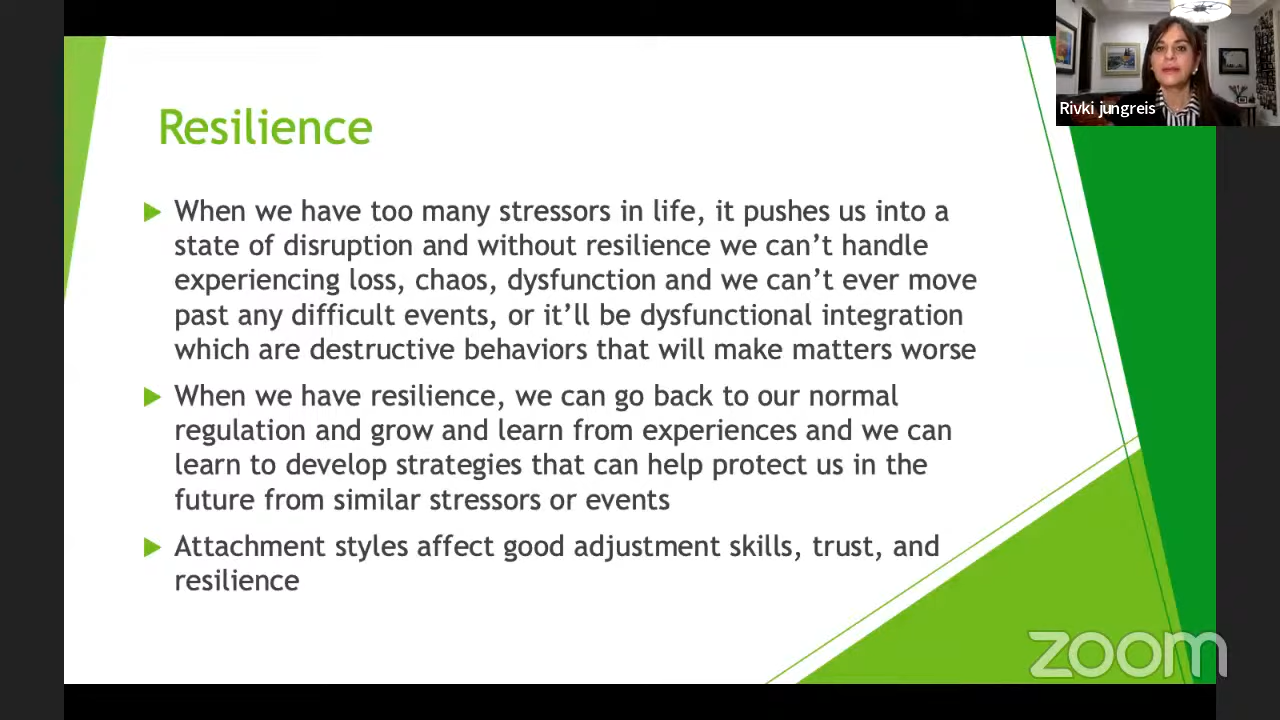 Rivki jungreis
Resilience
When we have too many stressors in life, it pushes us into a
state of disruption and without resilience we can’t handle
experiencing loss, chaos, dysfunction and we can’t ever move
past any difficult events, or it’ll be dysfunctional integration
which are destructive behaviors that will make matters worse
When we have resilience, we can go back to our normal
regulation and grow and learn from experiences and we can
learn to develop strategies that can help protect us in the
future from similar stressors or events
Attachment styles affect good adjustment skills, trust, and
resilience
zoom